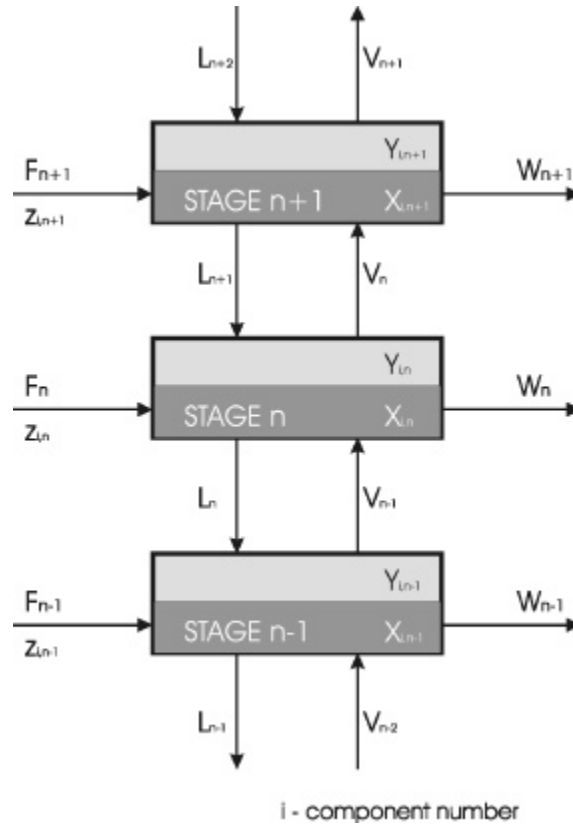 Lₙ₊₂ Vₙ₊₁
Yᵢ,ₙ₊₁
Fₙ₊₁ Wₙ₊₁
STAGE n+1 Xᵢ,ₙ₊₁
zᵢ,ₙ₊₁
Lₙ₊₁ Vₙ
Yᵢ,ₙ
Fₙ Wₙ
STAGE n Xᵢ,ₙ
zᵢ,ₙ
Lₙ Vₙ₋₁
Yᵢ,ₙ₋₁
Fₙ₋₁ Wₙ₋₁
STAGE n-1 Xᵢ,ₙ₋₁
zᵢ,ₙ₋₁
Lₙ₋₁ Vₙ₋₂
i - component number